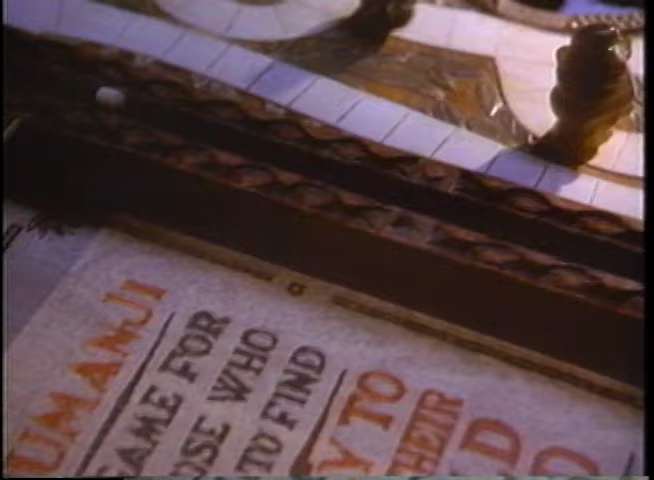 UMANJI
GAME FOR
OSE WHO
TO FIND
Y TO
HEIR
D